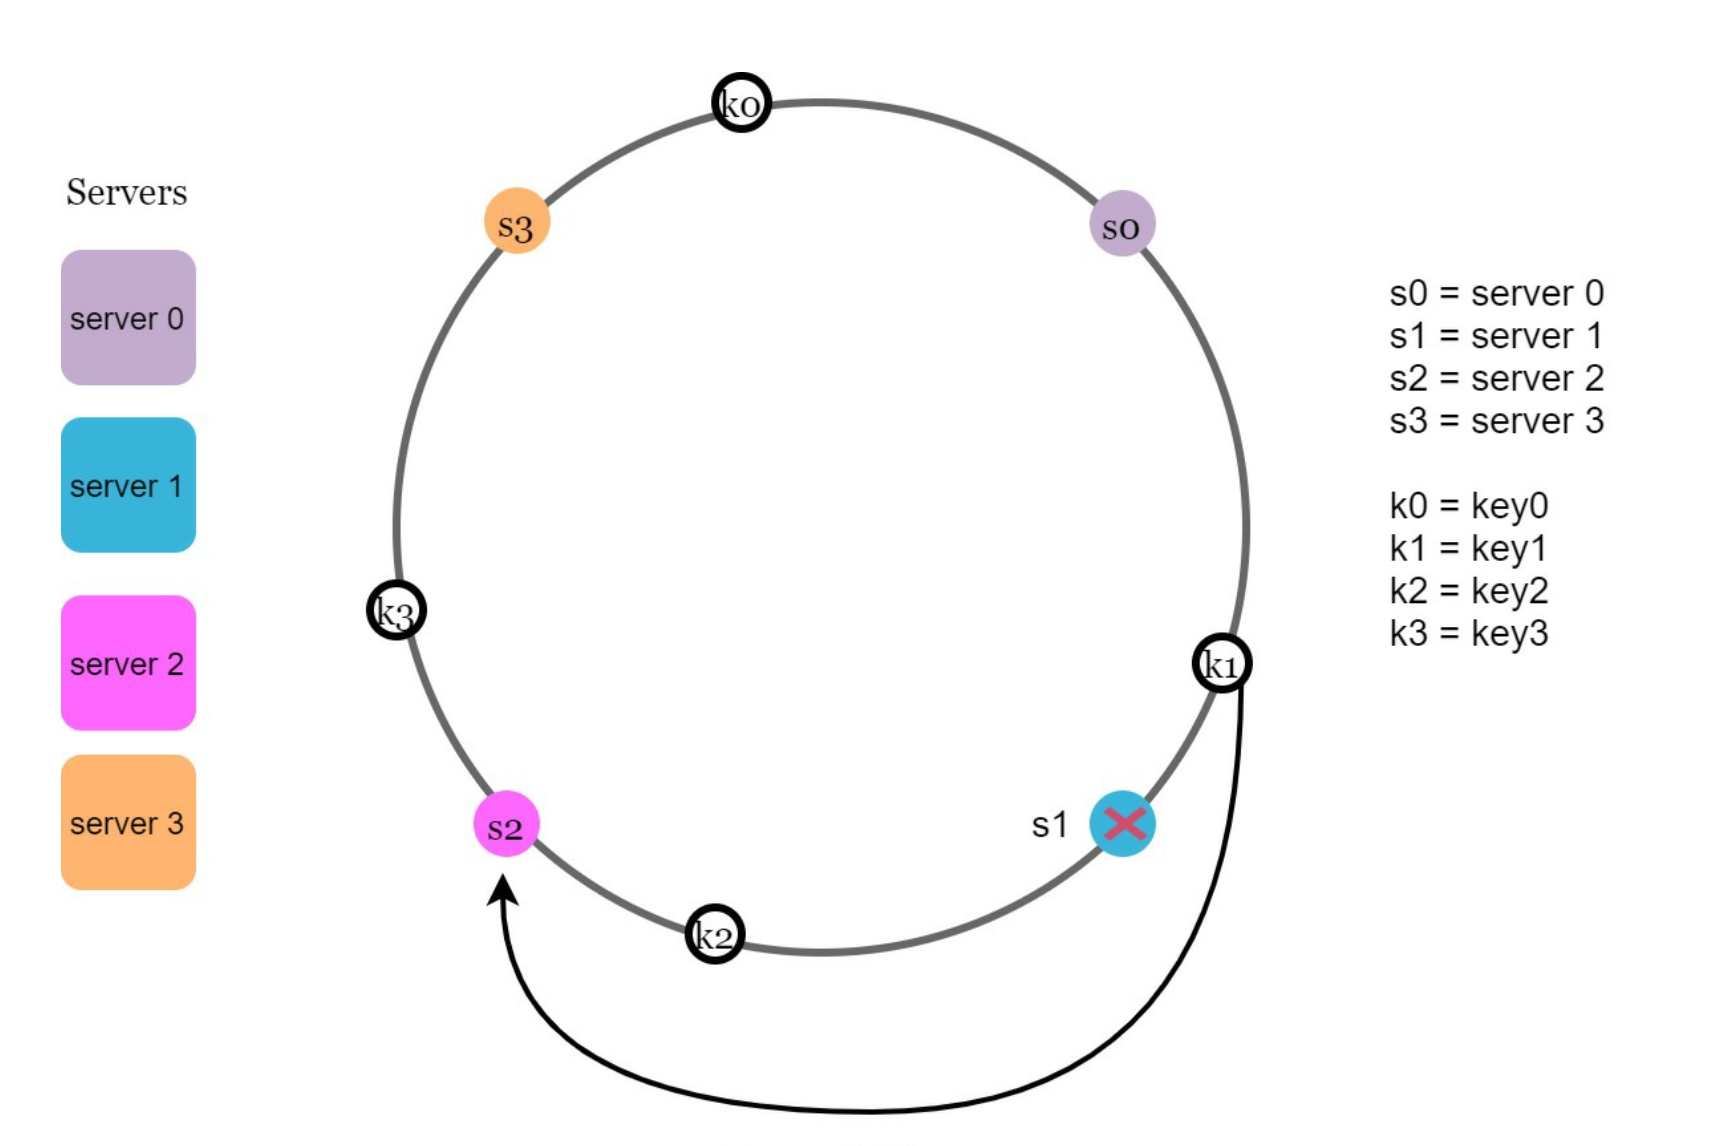 Servers
server 0
server 1
server 2
server 3
k0
s3
s0
k3
k1
s2
s1
k2
s0 = server 0
s1 = server 1
s2 = server 2
s3 = server 3
k0 = key0
k1 = key1
k2 = key2
k3 = key3